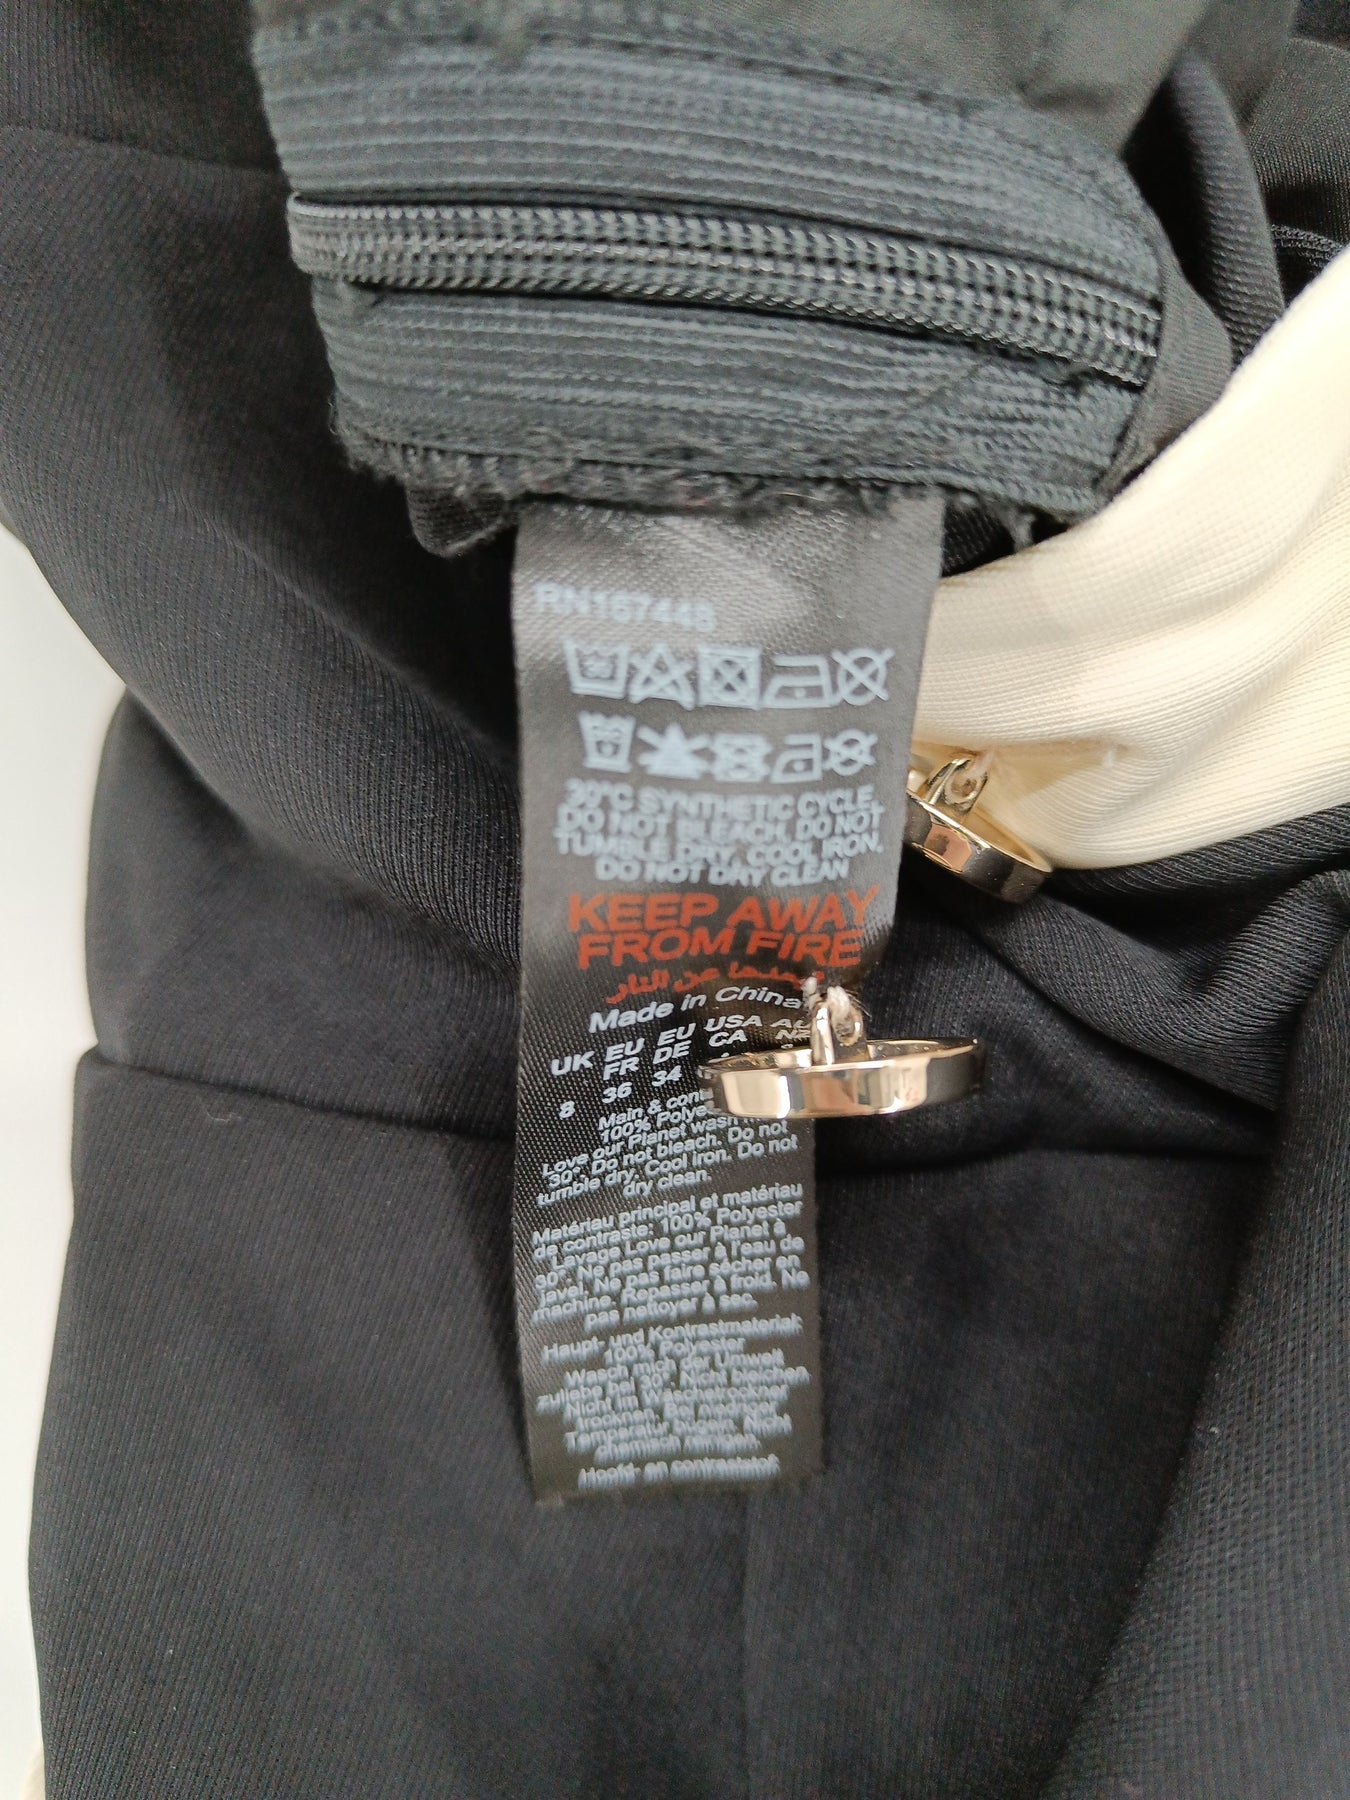 RN167448
30°C SYNTHETIC CYCLE,
DO NOT BLEACH, DO NOT
TUMBLE DRY, COOL IRON,
DO NOT DRY CLEAN
KEEP AWAY
FROM FIRE
عن النار
Made in China
UK EU EU USA
FR DE CA
8 36 34
Main &
100%
Love our Planet wash
30° Do not bleach. Do not
tumble dry. Cool iron. Do not
dry clean.
Matériau principal et matériau
de contraste: 100% Polyester
Lavage Love our Planet à
30° Ne pas passer à l'eau de
javel. Ne pas faire sécher en
machine. Repasser à froid. Ne
pas nettoyer à sec.
Haupt- und Kontrastmaterial:
100% Polyester
Wasch mich der Umwelt
zuliebe bei 30° Nicht bleichen
Nicht im Wäschetrockner
trocknen. Bei niedriger
Temperatur bügeln. Nicht
chemisch reinigen.
Hoofd- en contraststof: